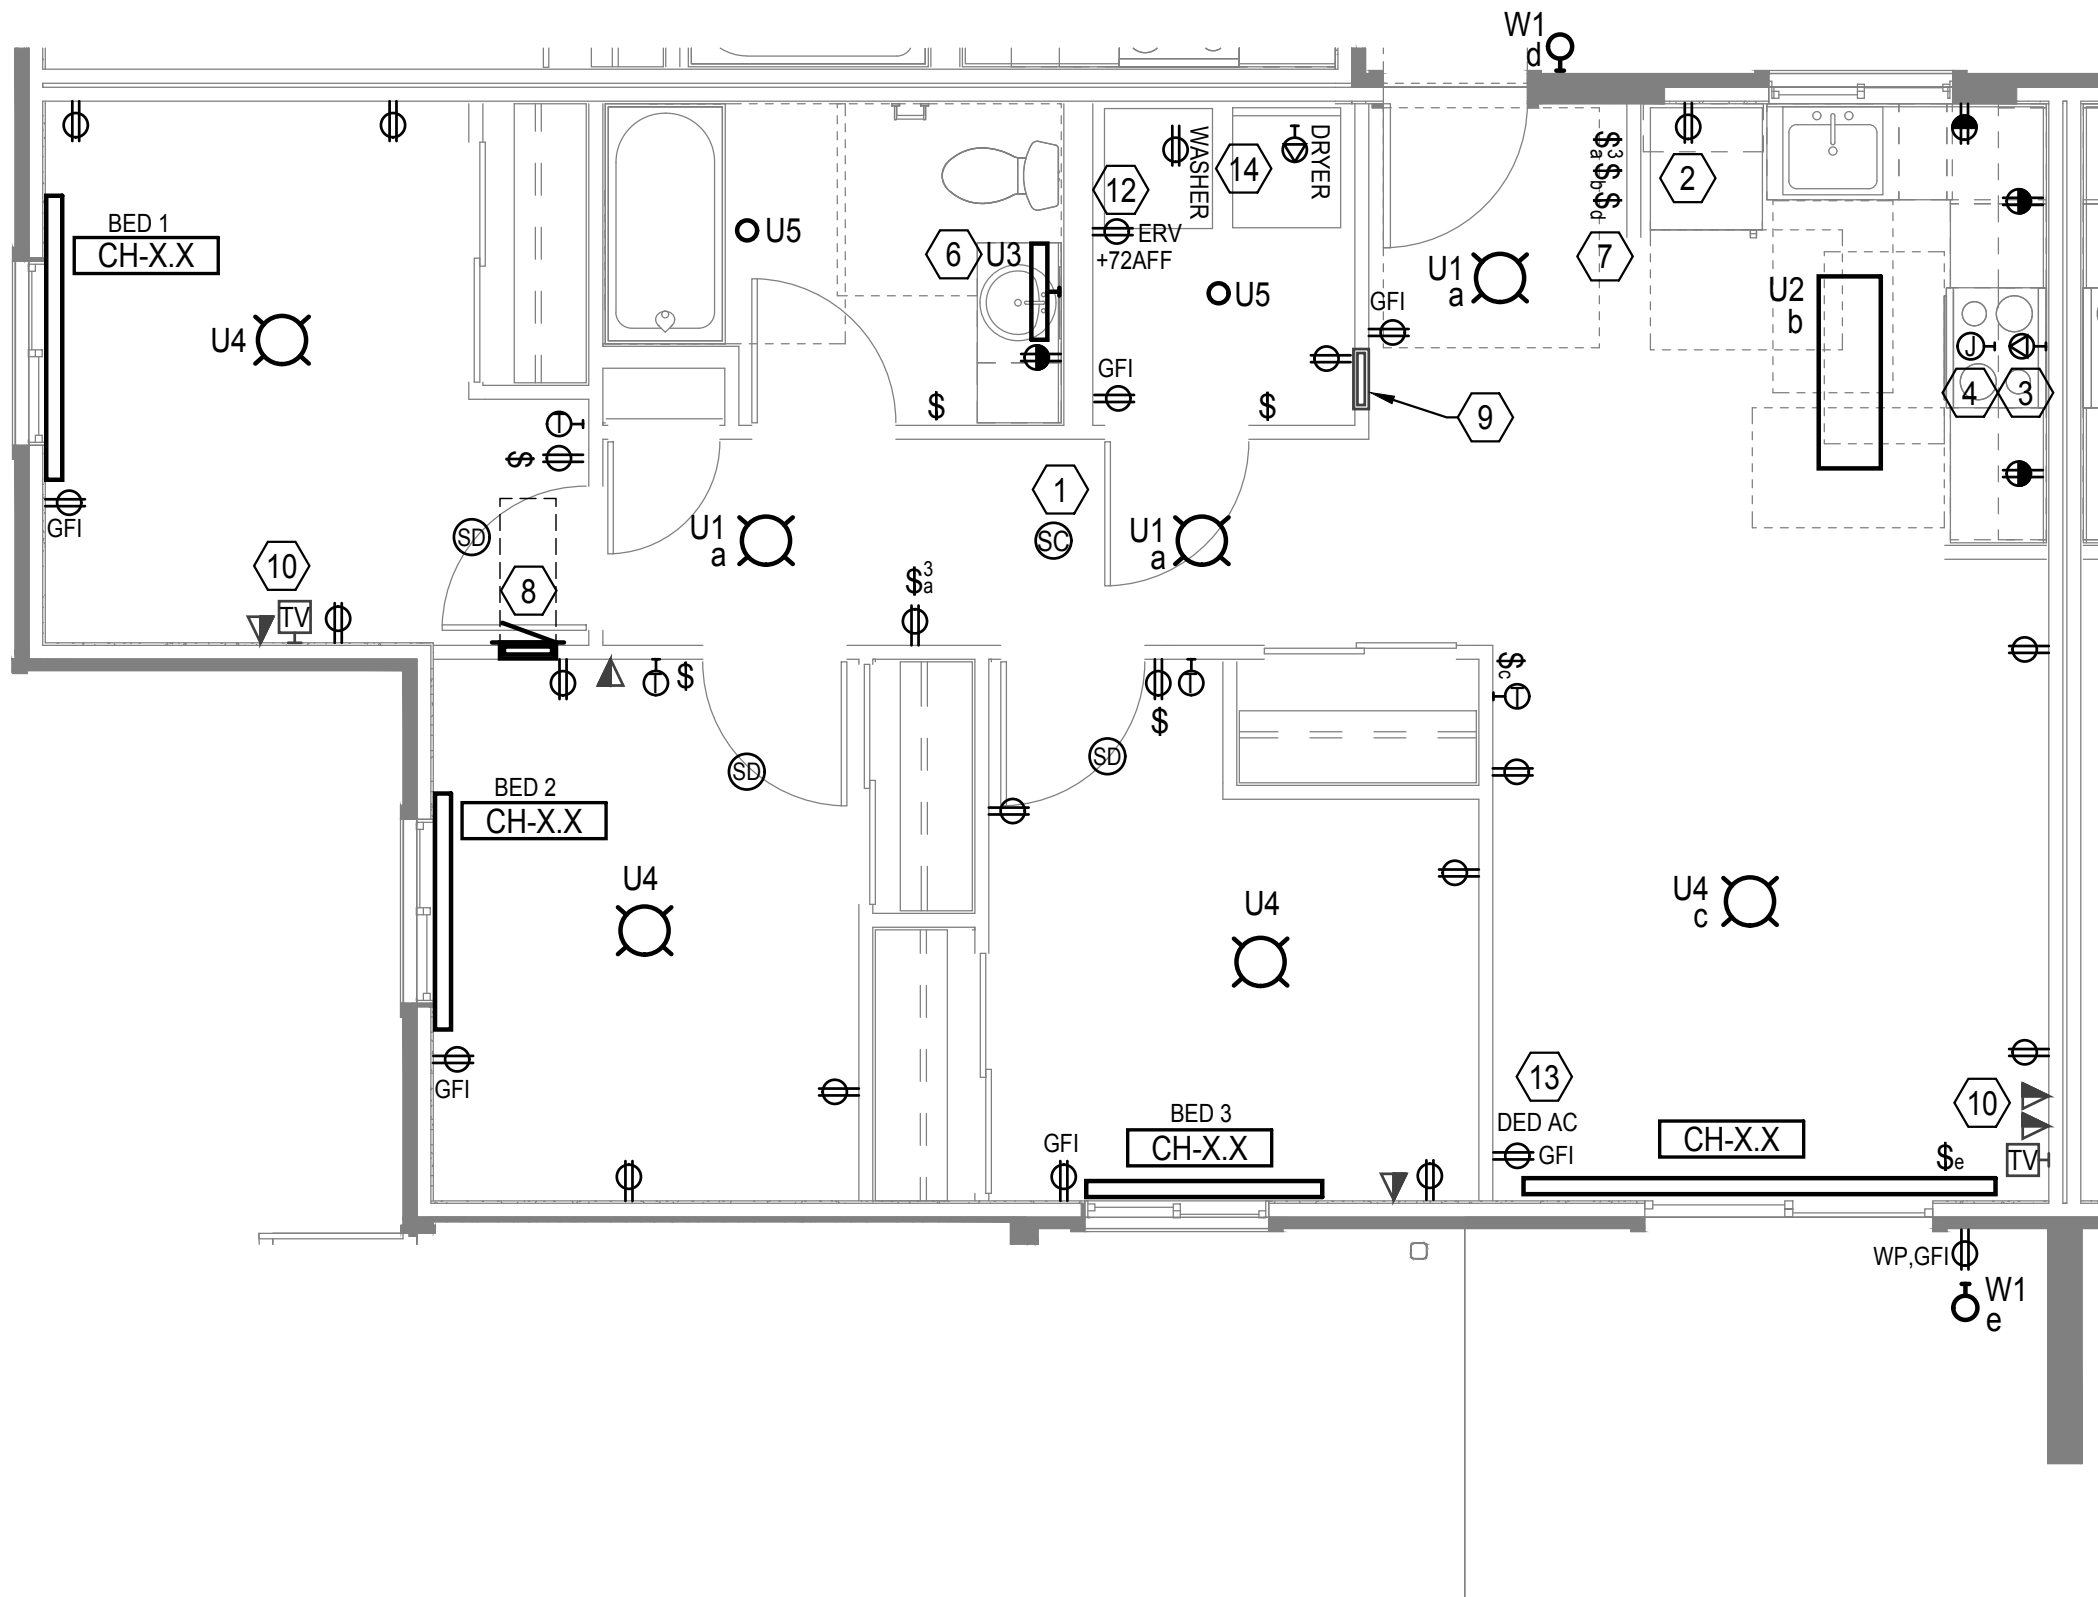 W1
d
WASHER
DRYER
$3a $b $d
2
12
14
BED 1
CH-X.X
U5
6
U3
ERV
+72AFF
7
U1
a
U2
b
U5
GFI
U4
J
GFI
4
3
$
$
9
T
$
1
GFI
SD
U1
a
SC
U1
a
10
TV
8
$3a
T
$
T
$
$c
T
SD
SD
BED 2
CH-X.X
U4
U4
U4
c
GFI
13
10
BED 3
CH-X.X
DED AC
GFI
CH-X.X
GFI
$e
TV
WP,GFI
W1
e